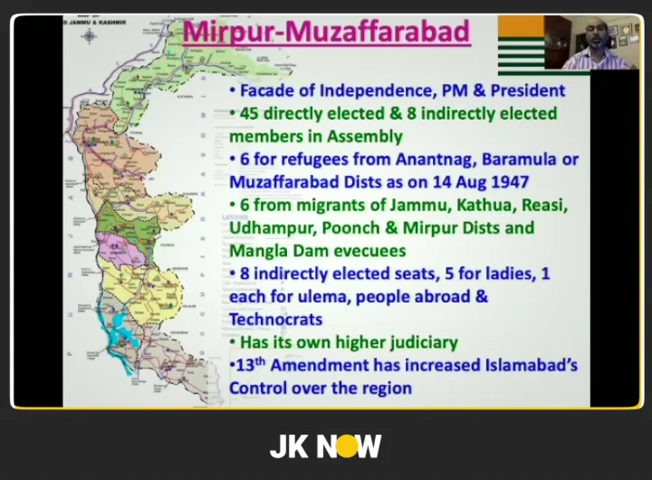 JAMMU & KASHMIR
Mirpur-Muzaffarabad
• Facade of Independence, PM & President
• 45 directly elected & 8 indirectly elected
members in Assembly
• 6 for refugees from Anantnag, Baramula or
Muzaffarabad Dists as on 14 Aug 1947
• 6 from migrants of Jammu, Kathua, Reasi,
Udhampur, Poonch & Mirpur Dists and
Mangla Dam evecuees
• 8 indirectly elected seats, 5 for ladies, 1
each for ulema, people abroad &
Technocrats
• Has its own higher judiciary
•13th Amendment has increased Islamabad's
Control over the region
JK NOW